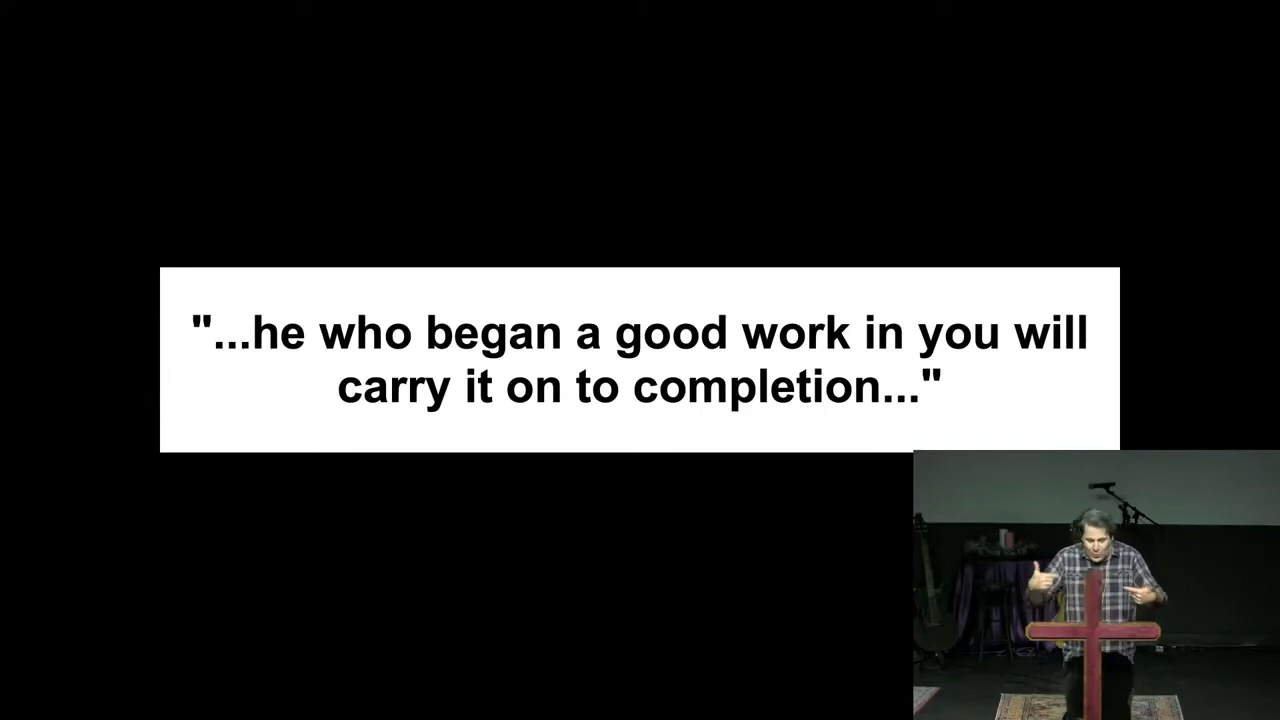 "...he who began a good work in you will
carry it on to completion..."